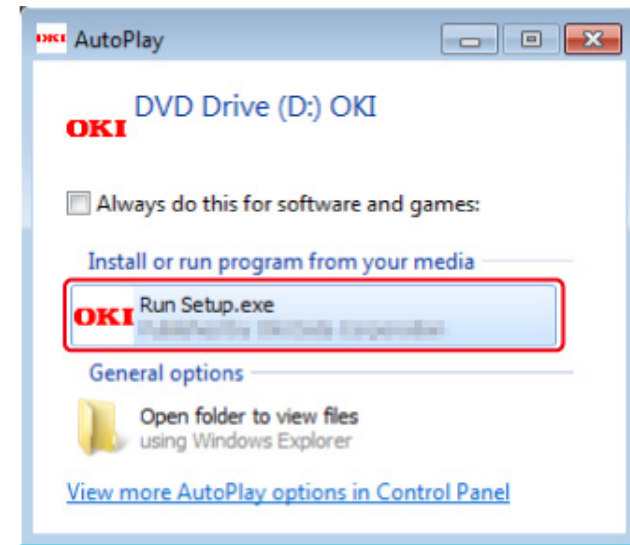 OKI AutoPlay
OKI DVD Drive (D:) OKI
Always do this for software and games:
Install or run program from your media
OKI Run Setup.exe
General options
Open folder to view files
using Windows Explorer
View more AutoPlay options in Control Panel